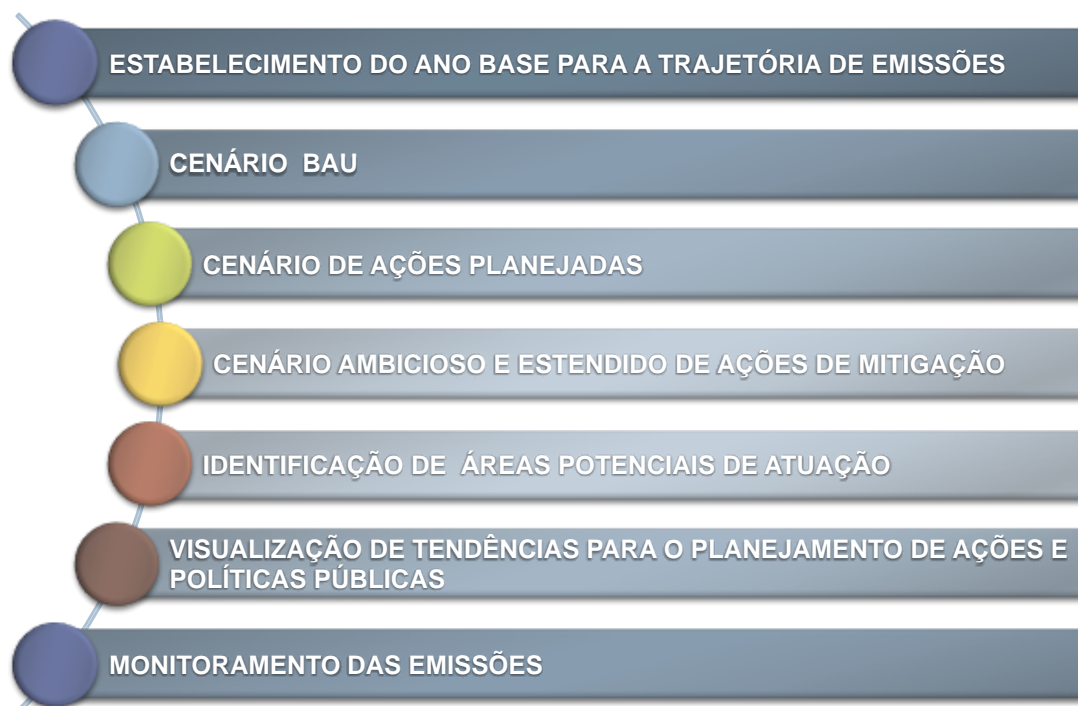 ESTABELECIMENTO DO ANO BASE PARA A TRAJETÓRIA DE EMISSÕES
CENÁRIO BAU
CENÁRIO DE AÇÕES PLANEJADAS
CENÁRIO AMBICIOSO E ESTENDIDO DE AÇÕES DE MITIGAÇÃO
IDENTIFICAÇÃO DE ÁREAS POTENCIAIS DE ATUAÇÃO
VISUALIZAÇÃO DE TENDÊNCIAS PARA O PLANEJAMENTO DE AÇÕES E
POLÍTICAS PÚBLICAS
MONITORAMENTO DAS EMISSÕES